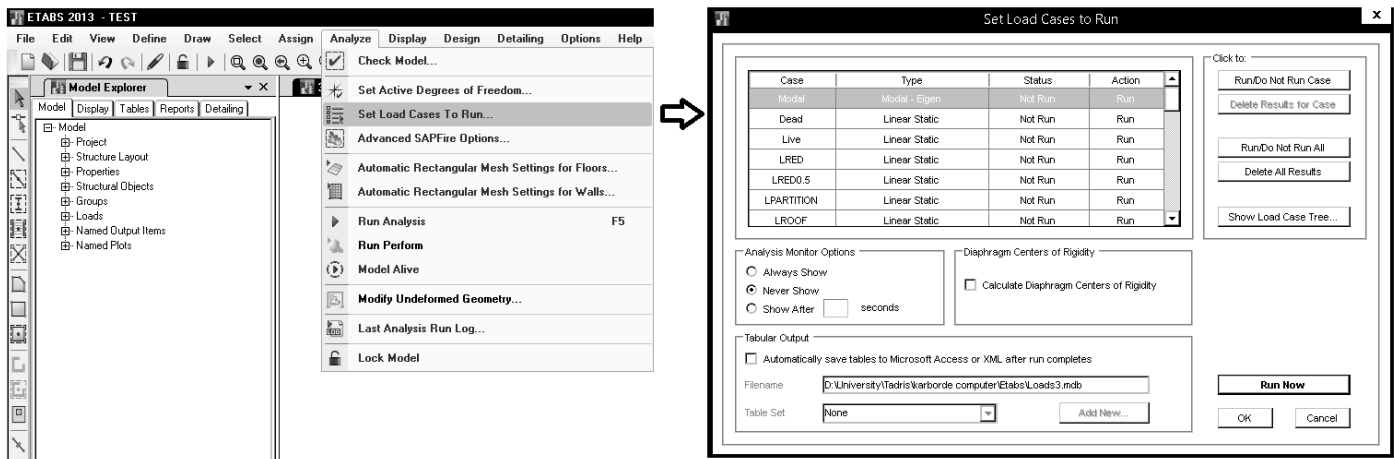 ETABS 2013 - TEST
File Edit View Define Draw Select Assign Analyze Display Design Detailing Options Help
Model Explorer
Model Display Tables Reports Detailing
Model
Project
Structure Layout
Properties
Structural Objects
Groups
Loads
Named Output Items
Named Plots
Check Model...
Set Active Degrees of Freedom...
Set Load Cases To Run...
Advanced SAPFire Options...
Automatic Rectangular Mesh Settings for Floors...
Automatic Rectangular Mesh Settings for Walls...
Run Analysis F5
Run Perform
Model Alive
Modify Undeformed Geometry...
Last Analysis Run Log...
Lock Model
Set Load Cases to Run x
Case Type Status Action
Modal Modal - Eigen Not Run Run
Dead Linear Static Not Run Run
Live Linear Static Not Run Run
LRED Linear Static Not Run Run
LRED0.5 Linear Static Not Run Run
LPARTITION Linear Static Not Run Run
LROOF Linear Static Not Run Run
Click to:
Run/Do Not Run Case
Delete Results for Case
Run/Do Not Run All
Delete All Results
Show Load Case Tree...
Analysis Monitor Options
Always Show
Never Show
Show After seconds
Diaphragm Centers of Rigidity
Calculate Diaphragm Centers of Rigidity
Tabular Output
Automatically save tables to Microsoft Access or XML after run completes
Filename D:\University\Tadris\karborde computer\Etabs\Loads3.mdb
Table Set None Add New...
Run Now
OK Cancel